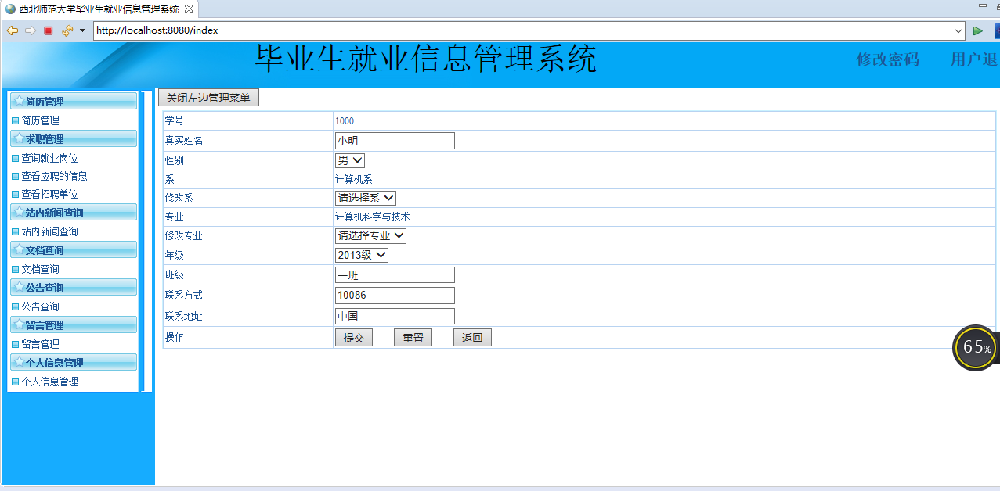 西北师范大学毕业生就业信息管理系统
http://localhost:8080/index
毕业生就业信息管理系统
修改密码 用户退
简历管理
简历管理
求职管理
查询就业岗位
查看应聘的信息
查看招聘单位
站内新闻查询
站内新闻查询
文档查询
文档查询
公告查询
公告查询
留言管理
留言管理
个人信息管理
个人信息管理
关闭左边管理菜单
学号 1000
真实姓名 小明
性别 男
系 计算机系
修改系 请选择系
专业 计算机科学与技术
修改专业 请选择专业
年级 2013级
班级 一班
联系方式 10086
联系地址 中国
操作 提交 重置 返回
65%